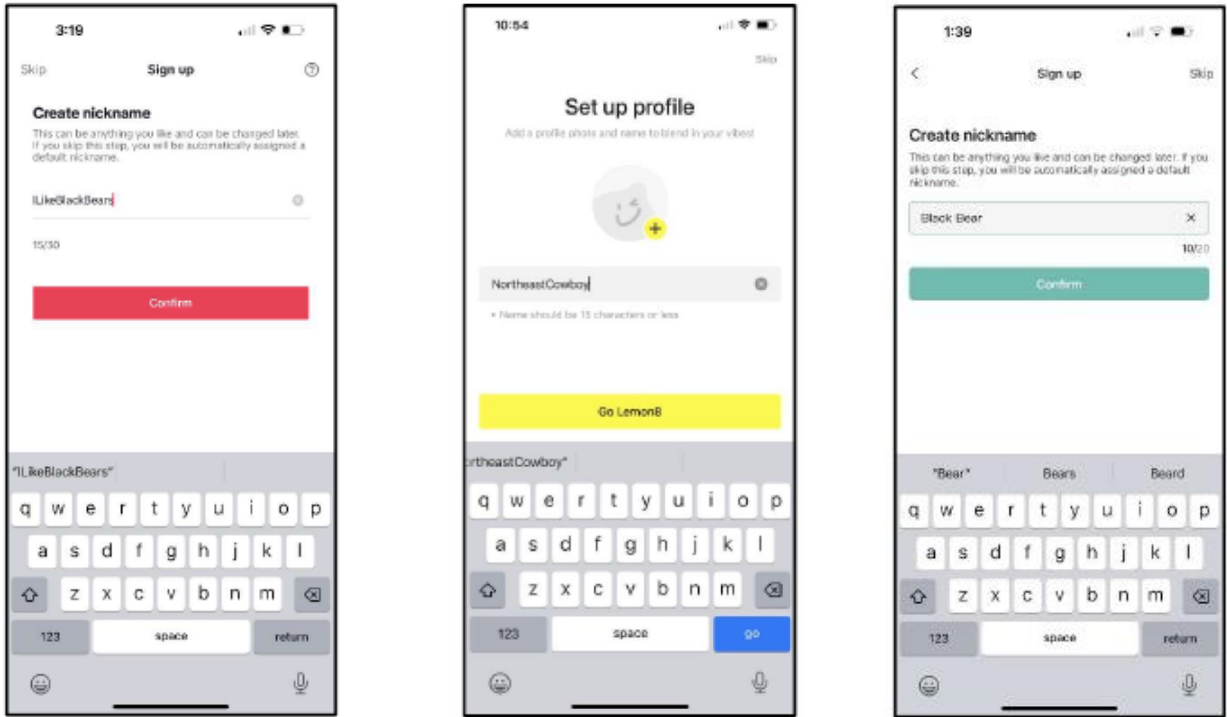 3:19
Skip
Sign up
Create nickname
This can be anything you like and can be changed later.
If you skip this step, you will be automatically assigned a
default nickname.
ILikeBlackBears
15/30
Confirm
"ILikeBlackBears"
q w e r t y u i o p
a s d f g h j k l
z x c v b n m
123
space
return
10:54
Skip
Set up profile
Add a profile photo and name to blend in your vibes!
NortheastCowboy
• Name should be 15 characters or less
Go Lemon8
rtheastCowboy"
q w e r t y u i o p
a s d f g h j k l
z x c v b n m
123
space
go
1:39
Sign up
Skip
Create nickname
This can be anything you like and can be changed later. If you
skip this step, you will be automatically assigned a default
nickname.
Black Bear
10/20
Confirm
"Bear"
Bears
Beard
q w e r t y u i o p
a s d f g h j k l
z x c v b n m
123
space
return